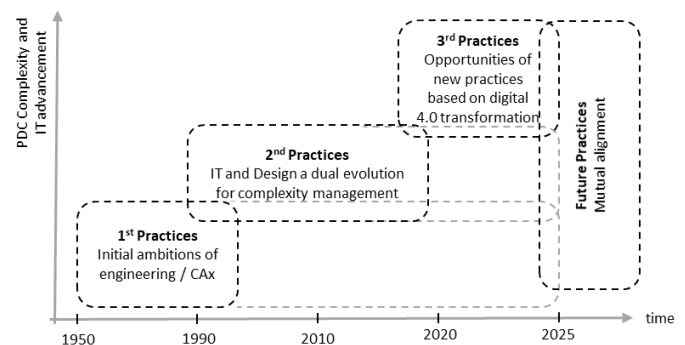 PDC Complexity and
IT advancement
3rd Practices
Opportunities of
new practices
based on digital
4.0 transformation
2nd Practices
IT and Design a dual evolution
for complexity management
1st Practices
Initial ambitions of
engineering / CAx
Future Practices
Mutual alignment
time
1950
1990
2010
2020
2025